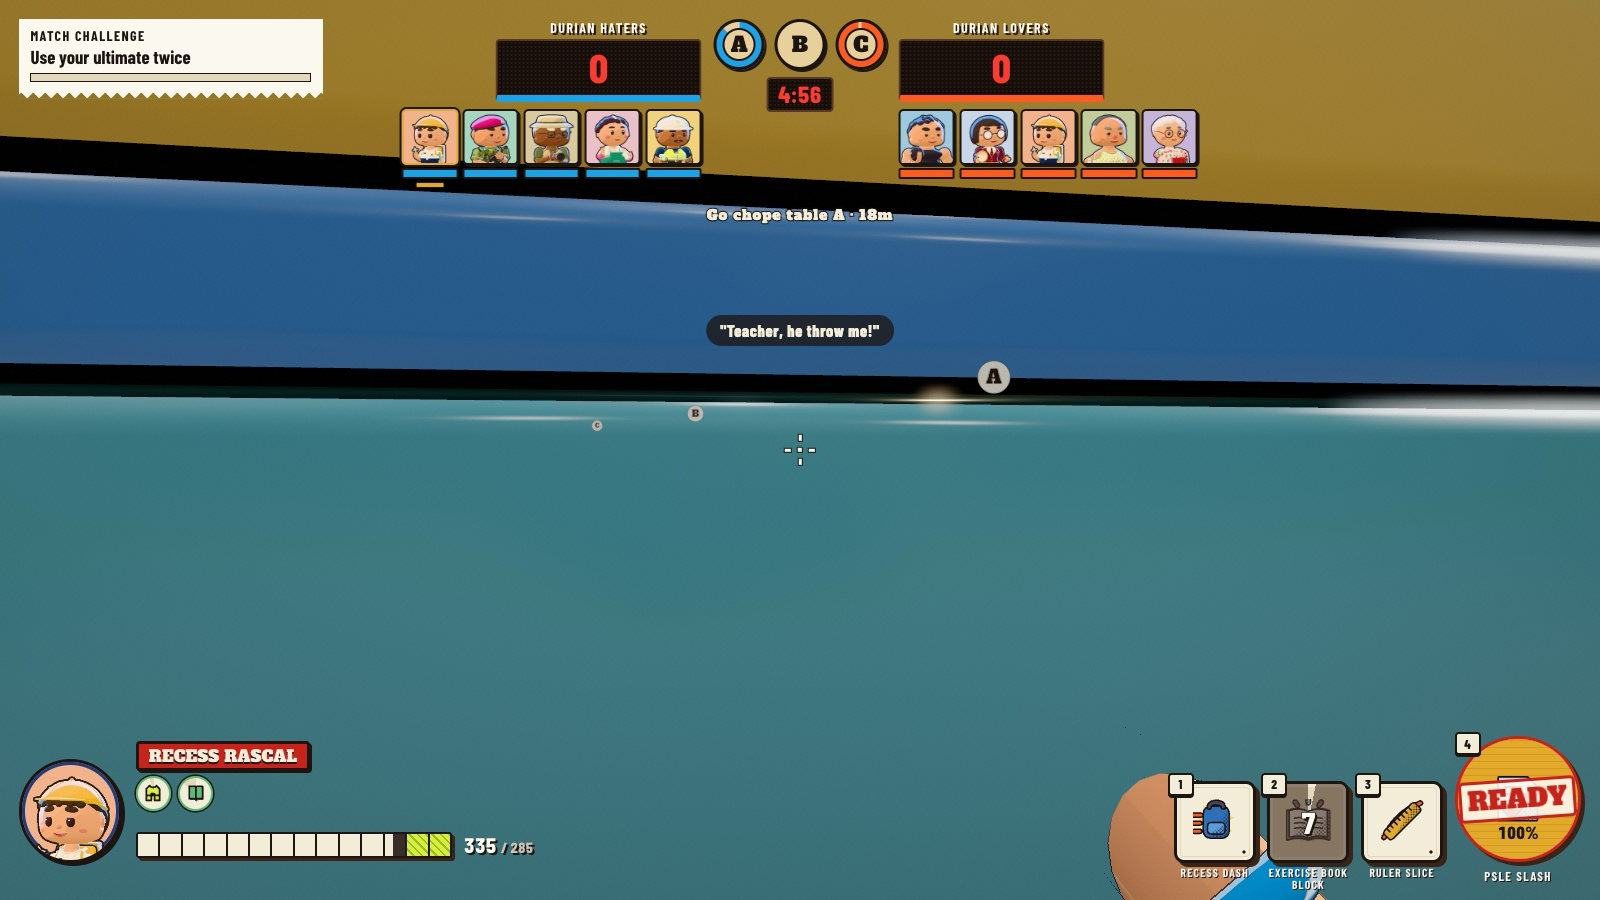 MATCH CHALLENGE
Use your ultimate twice
DURIAN HATERS
0
A
B
C
4:56
DURIAN LOVERS
0
Go chope table A · 18m
"Teacher, he throw me!"
A
B
C
RECESS RASCAL
335 / 285
1
RECESS DASH
2
7
EXERCISE BOOK
BLOCK
3
RULER SLICE
4
READY
100%
PSLE SLASH